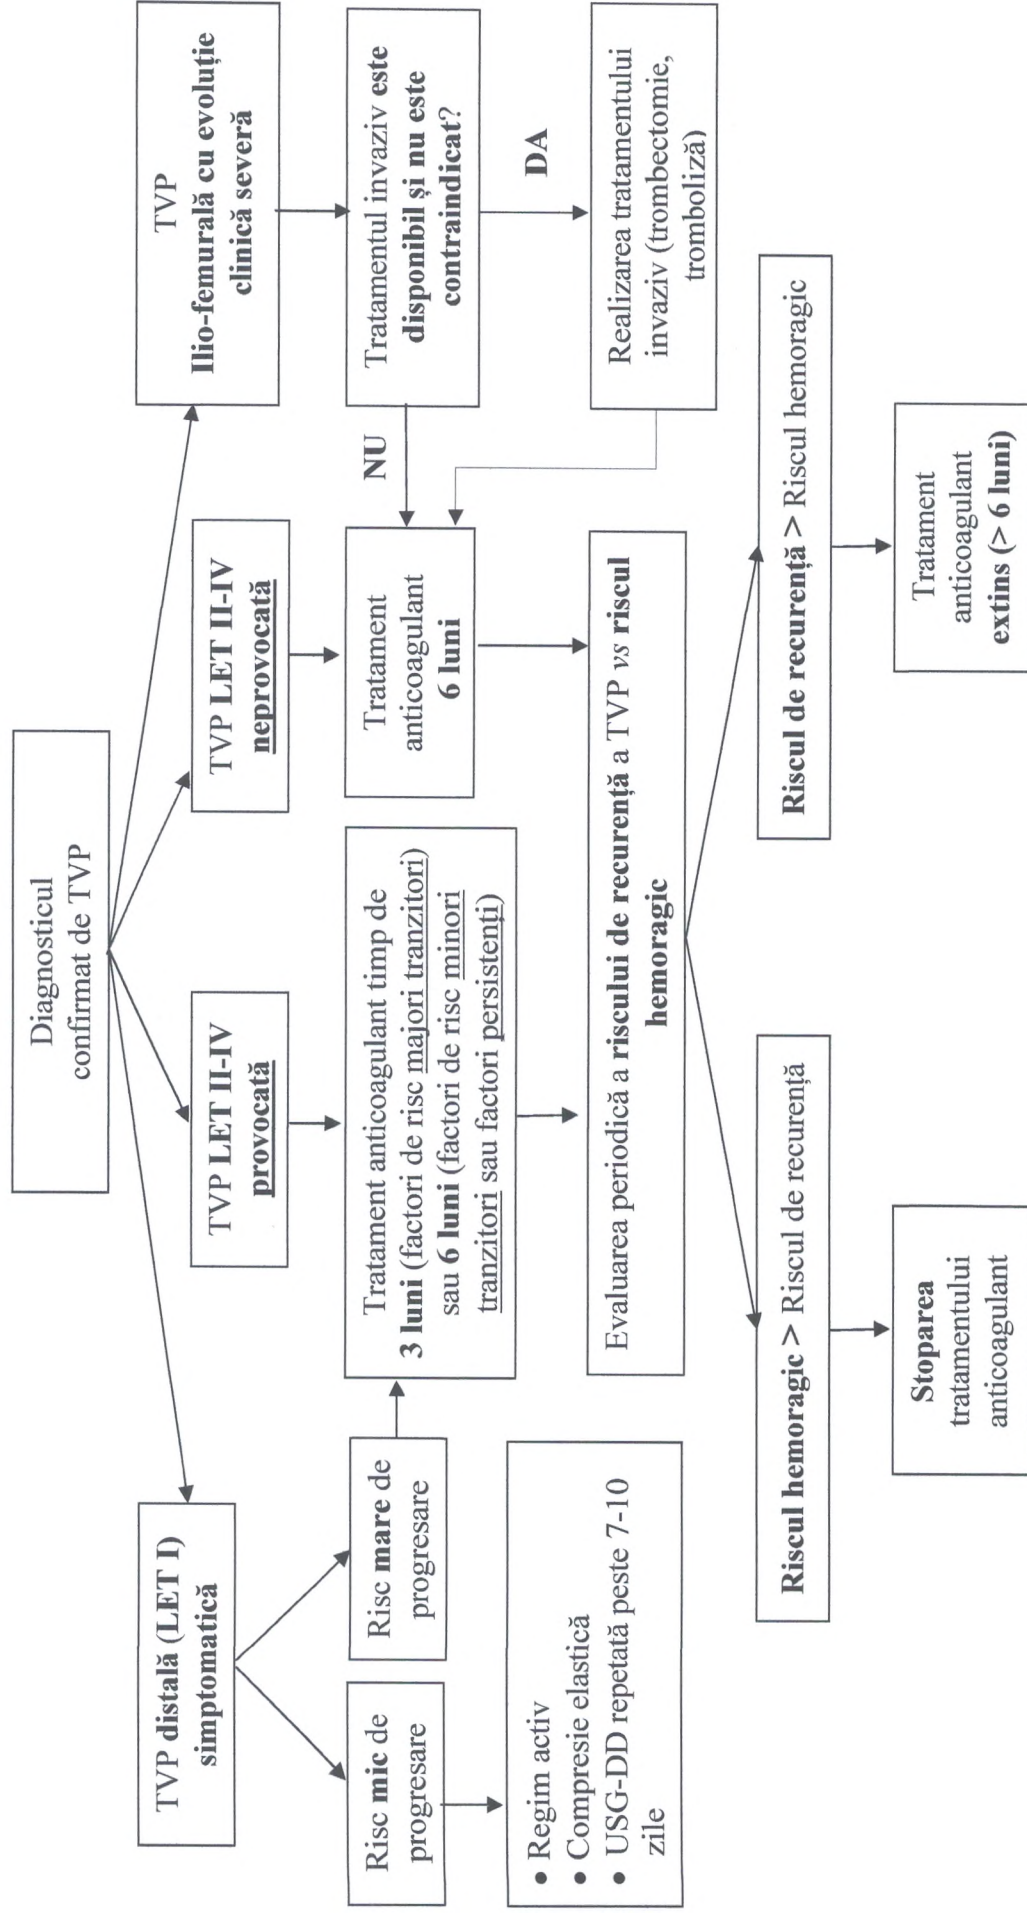 Diagnosticul
confirmat de TVP
TVP distală (LET I)
simptomatică
TVP LET II-IV
provocată
TVP LET II-IV
neprovocată
TVP
Ilio-femurală cu evoluție
clinică severă
Risc mic de
progresare
Risc mare de
progresare
Tratament anticoagulant timp de
3 luni (factori de risc majori tranzitori)
sau 6 luni (factori de risc minori
tranzitori sau factori persistenți)
Tratament
anticoagulant
6 luni
NU
Tratamentul invaziv este
disponibil și nu este
contraindicat?
DA
• Regim activ
• Compresie elastică
• USG-DD repetată peste 7-10
zile
Evaluarea periodică a riscului de recurență a TVP vs riscul
hemoragic
Realizarea tratamentului
invaziv (trombectomie,
tromboliză)
Riscul hemoragic > Riscul de recurență
Riscul de recurență > Riscul hemoragic
Stoparea
tratamentului
anticoagulant
Tratament
anticoagulant
extins (> 6 luni)